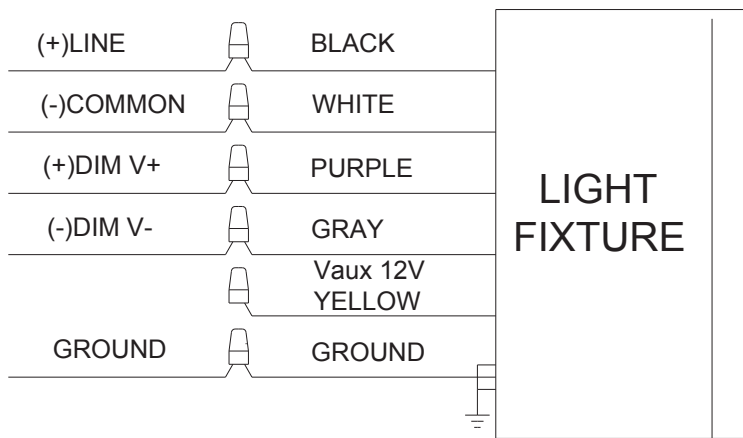 (+)LINE BLACK
(-)COMMON WHITE
(+)DIM V+ PURPLE
(-)DIM V- GRAY
Vaux 12V
YELLOW
GROUND GROUND
LIGHT
FIXTURE